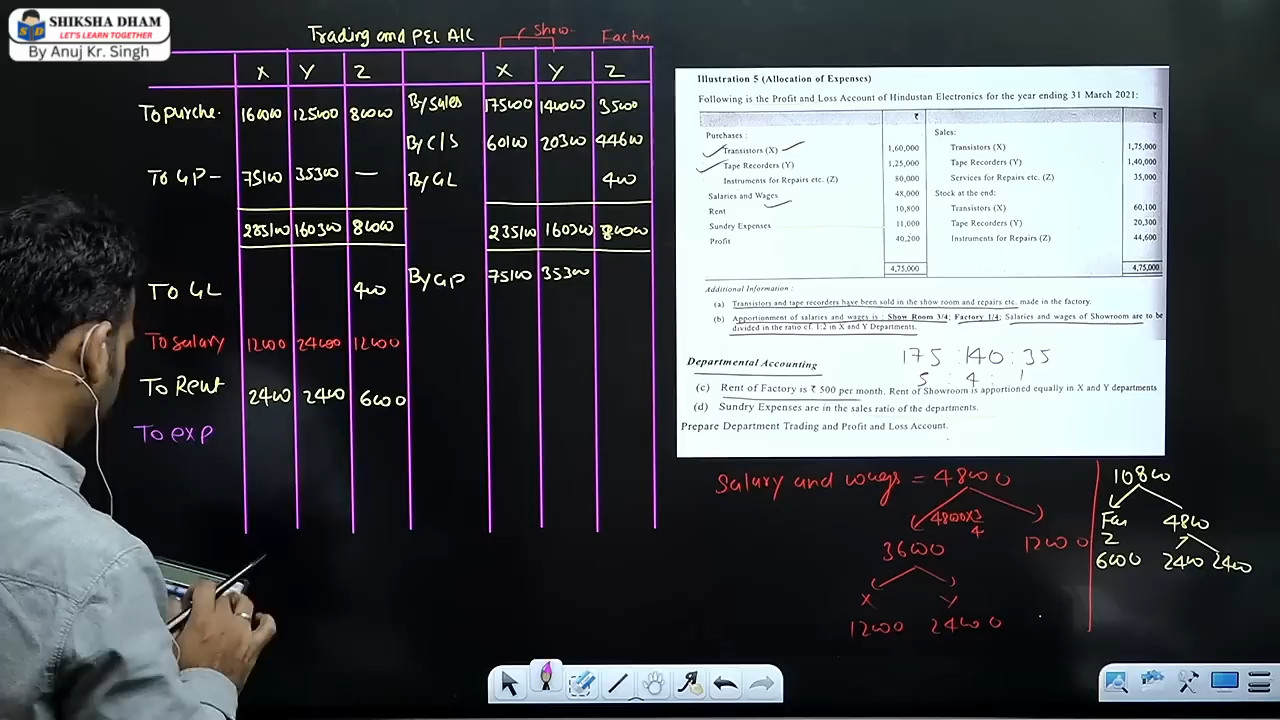 SHIKSHA DHAM
LET'S LEARN TOGETHER
By Anuj Kr. Singh
Trading and P&L A/C
Show
Factory
X Y Z X Y Z
To purche. 160000 125000 80000 By Sales 175000 140000 35000
By C/S 60100 20300 44600
To GP- 75100 35300 — By GL 400
235100 160300 80000 235100 160300 80000
To GL 400 By GP 75100 35300
To Salary 12000 24000 12000
To Rent 2400 2400 6000
To exp
Illustration 5 (Allocation of Expenses)
Following is the Profit and Loss Account of Hindustan Electronics for the year ending 31 March 2021:
₹ ₹
Purchases : Sales:
Transistors (X) 1,60,000 Transistors (X) 1,75,000
Tape Recorders (Y) 1,25,000 Tape Recorders (Y) 1,40,000
Instruments for Repairs etc. (Z) 80,000 Services for Repairs etc. (Z) 35,000
Salaries and Wages 48,000 Stock at the end:
Rent 10,800 Transistors (X) 60,100
Sundry Expenses 11,000 Tape Recorders (Y) 20,300
Profit 40,200 Instruments for Repairs (Z) 44,600
4,75,000 4,75,000
Additional Information :
(a) Transistors and tape recorders have been sold in the show room and repairs etc. made in the factory.
(b) Apportionment of salaries and wages is : Show Room 3/4; Factory 1/4; Salaries and wages of Showroom are to be
divided in the ratio of. 1:2 in X and Y Departments.
175 : 140 : 35
Departmental Accounting
5 : 4 : 1
(c) Rent of Factory is ₹ 500 per month. Rent of Showroom is apportioned equally in X and Y departments
(d) Sundry Expenses are in the sales ratio of the departments.
Prepare Department Trading and Profit and Loss Account.
Salary and wages = 48000
48000×3/4
36000 12000
X Y
12000 24000
10800
Fac 4800
Z
6000 2400 2400